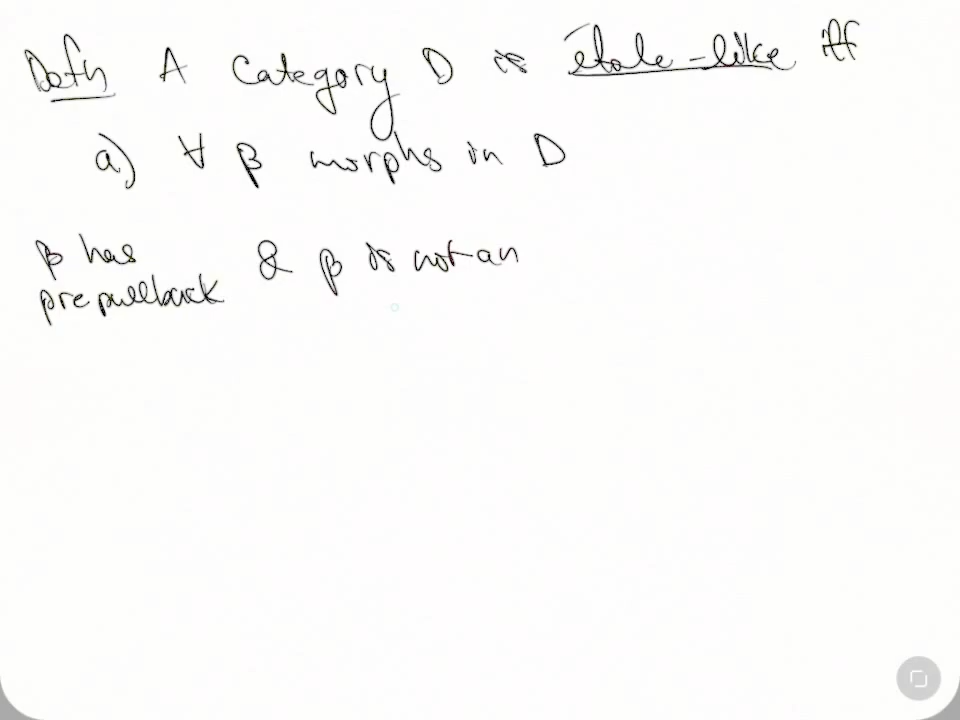 Defn A Category D is étale-like iff
a) ∀ β morphs in D
β has prepullback & β is not an